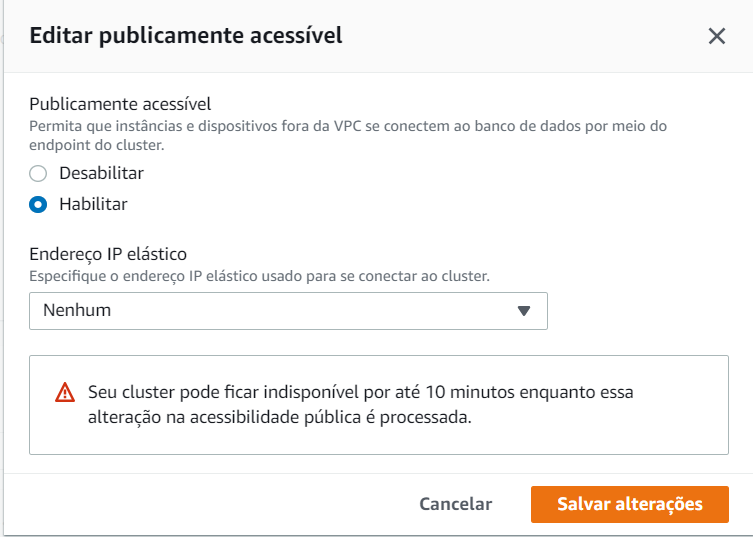 Editar publicamente acessível
Publicamente acessível
Permita que instâncias e dispositivos fora da VPC se conectem ao banco de dados por meio do
endpoint do cluster.
Desabilitar
Habilitar
Endereço IP elástico
Especifique o endereço IP elástico usado para se conectar ao cluster.
Nenhum
Seu cluster pode ficar indisponível por até 10 minutos enquanto essa
alteração na acessibilidade pública é processada.
Cancelar
Salvar alterações